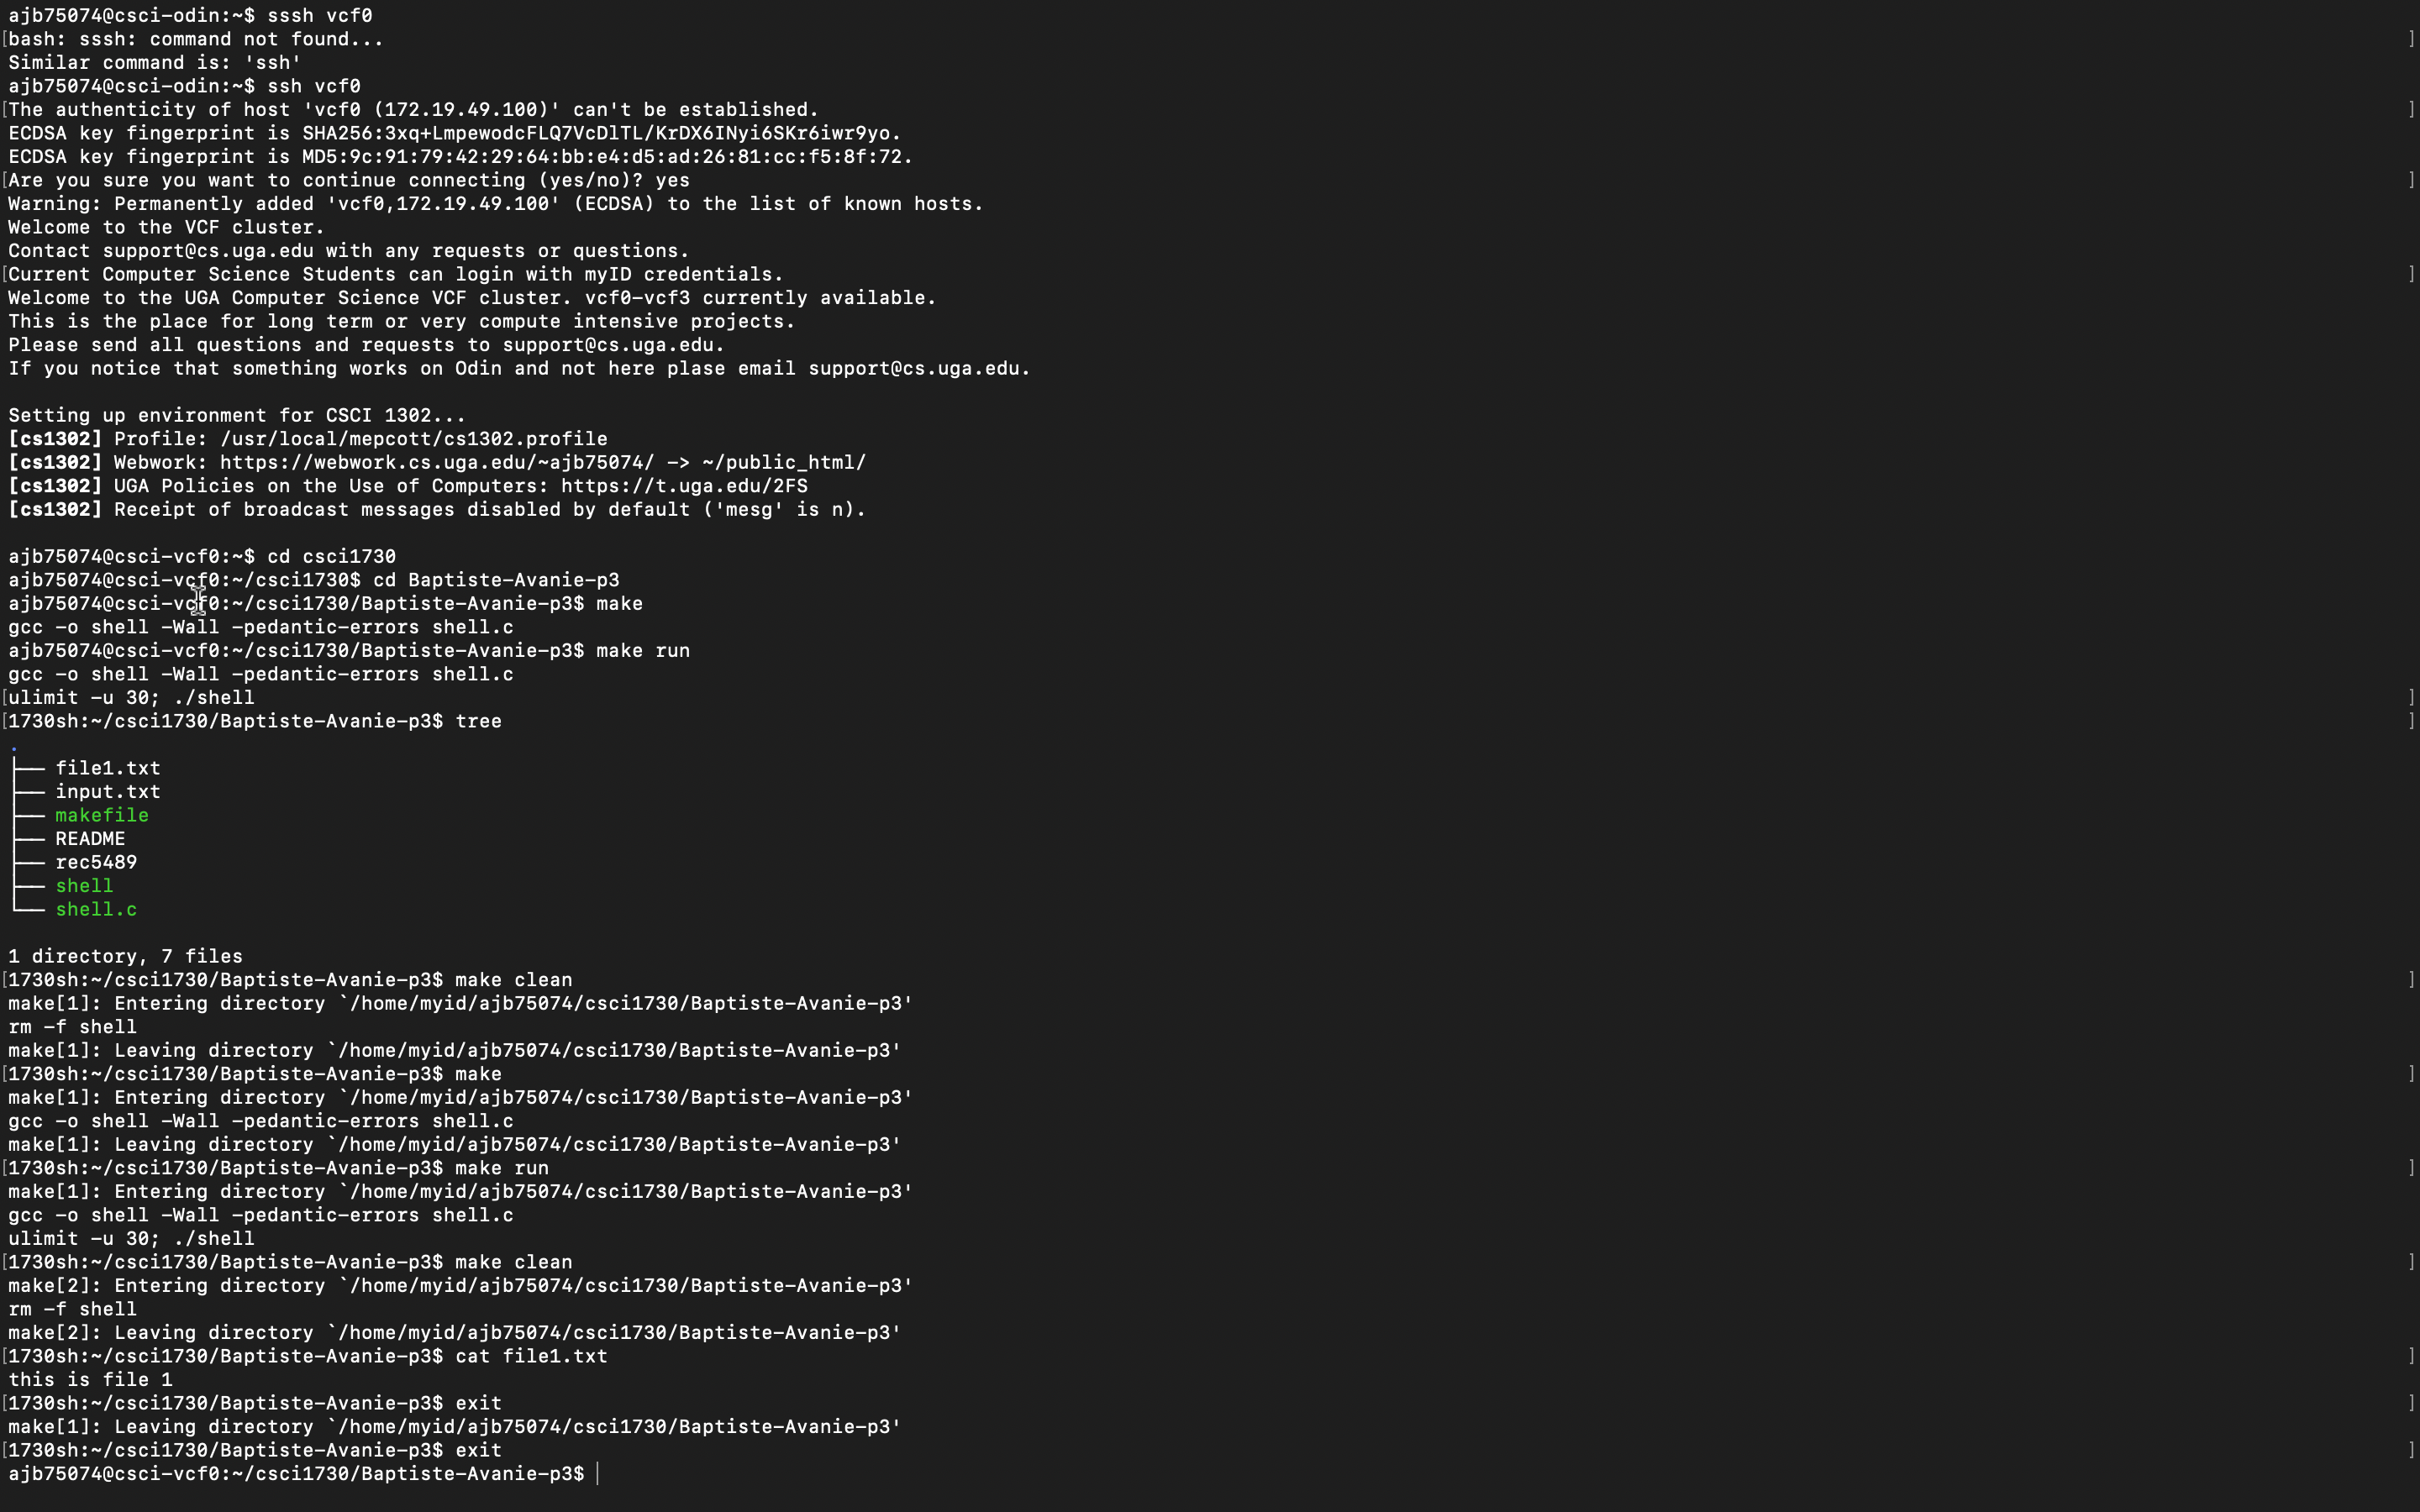 ajb75074@csci-odin:~$ sssh vcf0
[bash: sssh: command not found... ]
Similar command is: 'ssh'
ajb75074@csci-odin:~$ ssh vcf0
[The authenticity of host 'vcf0 (172.19.49.100)' can't be established. ]
ECDSA key fingerprint is SHA256:3xq+LmpewodcFLQ7VcDlTL/KrDX6INyi6SKr6iwr9yo.
ECDSA key fingerprint is MD5:9c:91:79:42:29:64:bb:e4:d5:ad:26:81:cc:f5:8f:72.
[Are you sure you want to continue connecting (yes/no)? yes ]
Warning: Permanently added 'vcf0,172.19.49.100' (ECDSA) to the list of known hosts.
Welcome to the VCF cluster.
Contact support@cs.uga.edu with any requests or questions.
[Current Computer Science Students can login with myID credentials. ]
Welcome to the UGA Computer Science VCF cluster. vcf0-vcf3 currently available.
This is the place for long term or very compute intensive projects.
Please send all questions and requests to support@cs.uga.edu.
If you notice that something works on Odin and not here plase email support@cs.uga.edu.
Setting up environment for CSCI 1302...
[cs1302] Profile: /usr/local/mepcott/cs1302.profile
[cs1302] Webwork: https://webwork.cs.uga.edu/~ajb75074/ -> ~/public_html/
[cs1302] UGA Policies on the Use of Computers: https://t.uga.edu/2FS
[cs1302] Receipt of broadcast messages disabled by default ('mesg' is n).
ajb75074@csci-vcf0:~$ cd csci1730
ajb75074@csci-vcf0:~/csci1730$ cd Baptiste-Avanie-p3
ajb75074@csci-vcf0:~/csci1730/Baptiste-Avanie-p3$ make
gcc -o shell -Wall -pedantic-errors shell.c
ajb75074@csci-vcf0:~/csci1730/Baptiste-Avanie-p3$ make run
gcc -o shell -Wall -pedantic-errors shell.c
[ulimit -u 30; ./shell ]
[1730sh:~/csci1730/Baptiste-Avanie-p3$ tree ]
.
├── file1.txt
├── input.txt
├── makefile
├── README
├── rec5489
├── shell
└── shell.c
1 directory, 7 files
[1730sh:~/csci1730/Baptiste-Avanie-p3$ make clean ]
make[1]: Entering directory `/home/myid/ajb75074/csci1730/Baptiste-Avanie-p3'
rm -f shell
make[1]: Leaving directory `/home/myid/ajb75074/csci1730/Baptiste-Avanie-p3'
[1730sh:~/csci1730/Baptiste-Avanie-p3$ make ]
make[1]: Entering directory `/home/myid/ajb75074/csci1730/Baptiste-Avanie-p3'
gcc -o shell -Wall -pedantic-errors shell.c
make[1]: Leaving directory `/home/myid/ajb75074/csci1730/Baptiste-Avanie-p3'
[1730sh:~/csci1730/Baptiste-Avanie-p3$ make run ]
make[1]: Entering directory `/home/myid/ajb75074/csci1730/Baptiste-Avanie-p3'
gcc -o shell -Wall -pedantic-errors shell.c
ulimit -u 30; ./shell
[1730sh:~/csci1730/Baptiste-Avanie-p3$ make clean ]
make[2]: Entering directory `/home/myid/ajb75074/csci1730/Baptiste-Avanie-p3'
rm -f shell
make[2]: Leaving directory `/home/myid/ajb75074/csci1730/Baptiste-Avanie-p3'
[1730sh:~/csci1730/Baptiste-Avanie-p3$ cat file1.txt ]
this is file 1
[1730sh:~/csci1730/Baptiste-Avanie-p3$ exit ]
make[1]: Leaving directory `/home/myid/ajb75074/csci1730/Baptiste-Avanie-p3'
[1730sh:~/csci1730/Baptiste-Avanie-p3$ exit ]
ajb75074@csci-vcf0:~/csci1730/Baptiste-Avanie-p3$